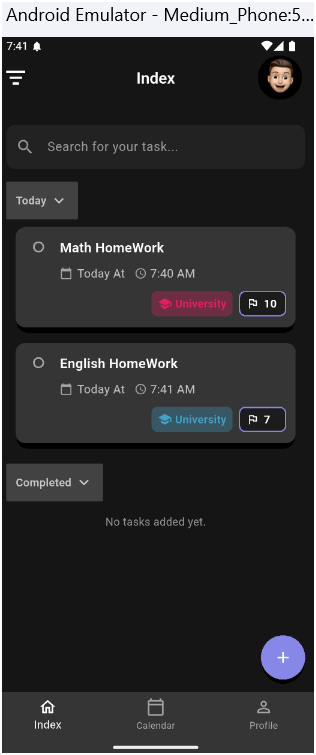 Android Emulator - Medium_Phone:5...
7:41
Index
Search for your task...
Today
Math HomeWork
Today At 7:40 AM
University 10
English HomeWork
Today At 7:41 AM
University 7
Completed
No tasks added yet.
+
Index Calendar Profile